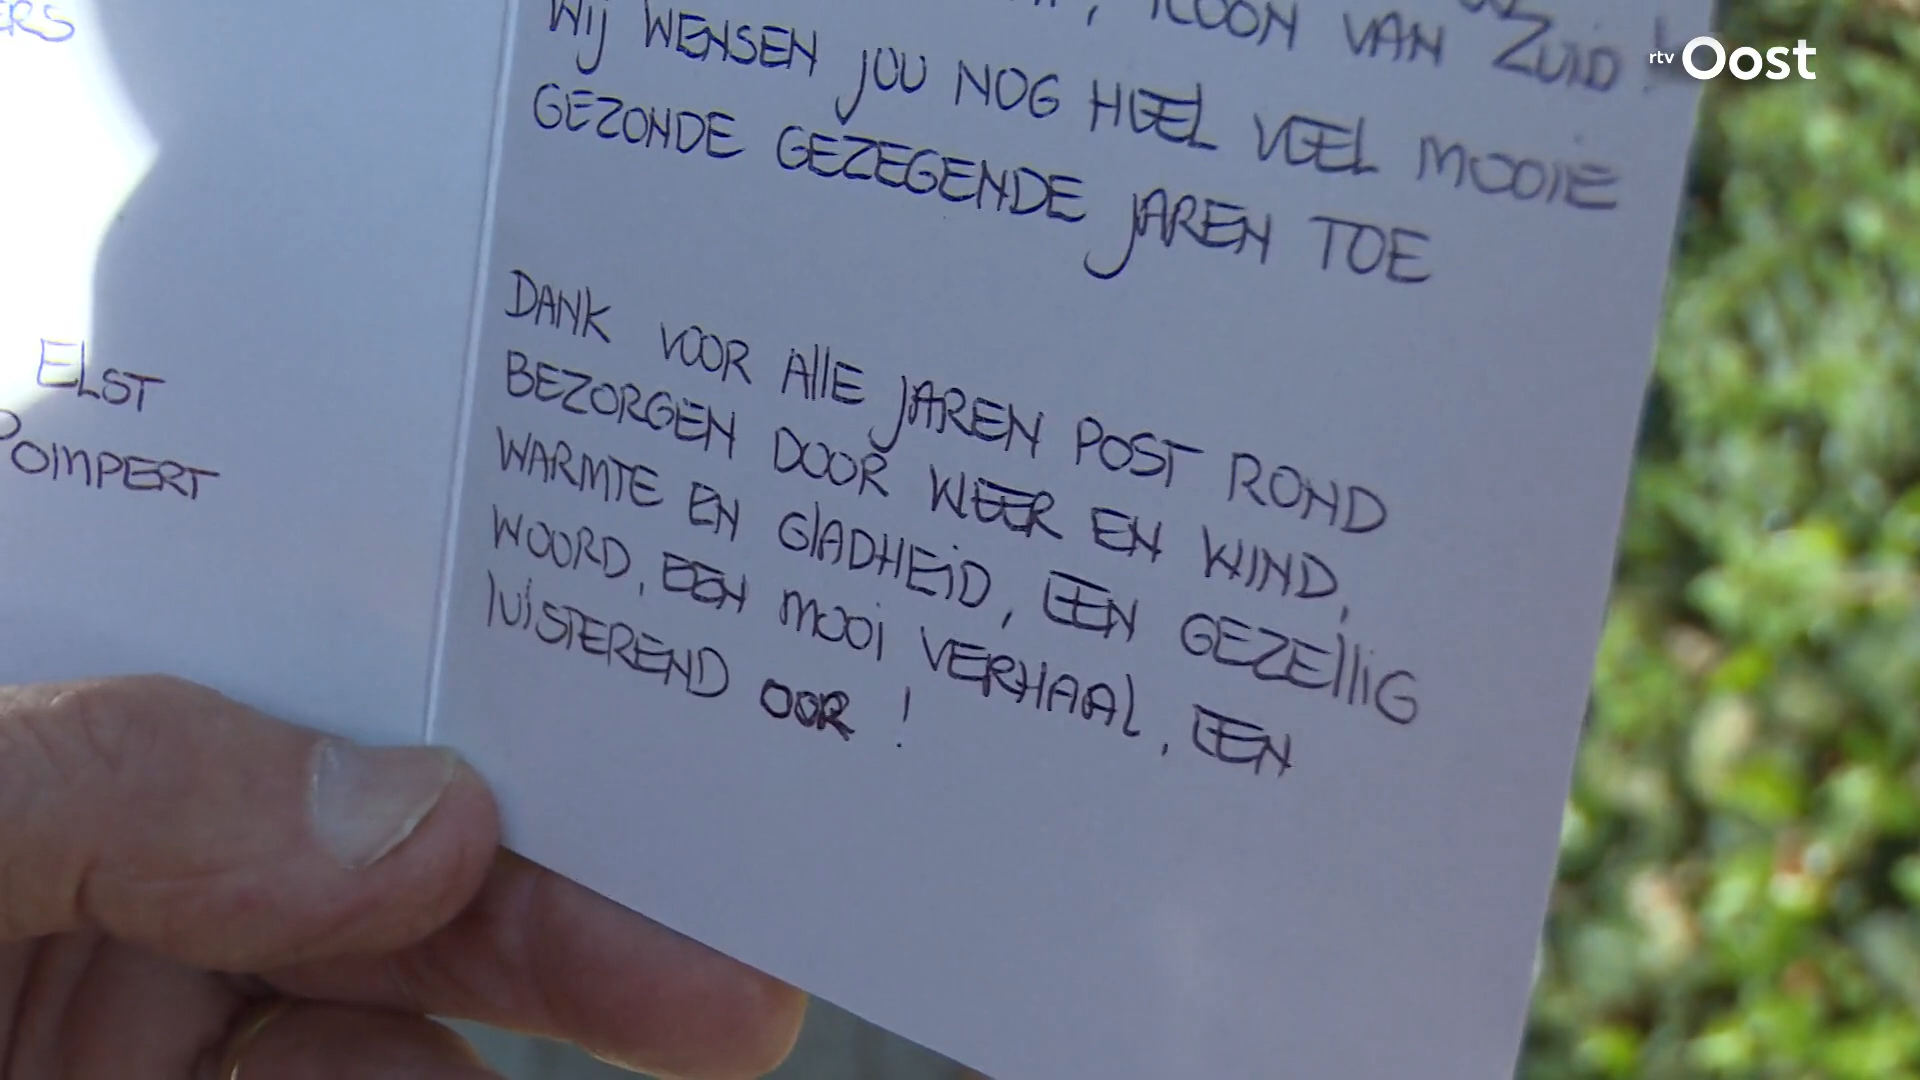 ERS
ELST
POMPERT
ICOON VAN ZUID!
WIJ WENSEN JOU NOG HEEL VEEL MOOIE
GEZONDE GEZEGENDE JAREN TOE
DANK VOOR AllE JAREN POST ROND
BEZORGEN DOOR WEER EN WIND,
WARMTE EN GlADHEiD, EEN GEZEllIG
WOORD, EEN MOOI VERHAAL, EEN
luiSTEREND OOR!
rtv Oost